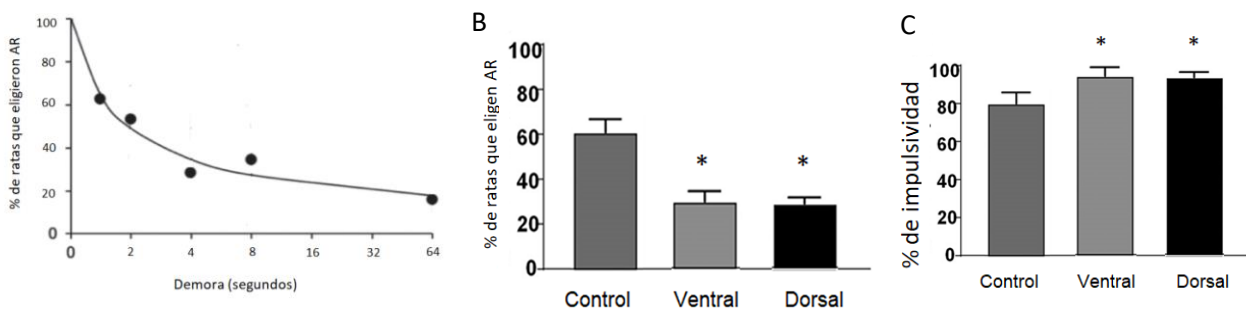 100
80
60
40
20
0
% de ratas que eligieron AR
0 2 4 8 16 32 64
Demora (segundos)
B
100
80
60
40
20
0
% de ratas que eligen AR
* *
Control Ventral Dorsal
C
100
80
60
40
20
0
% de impulsividad
* *
Control Ventral Dorsal